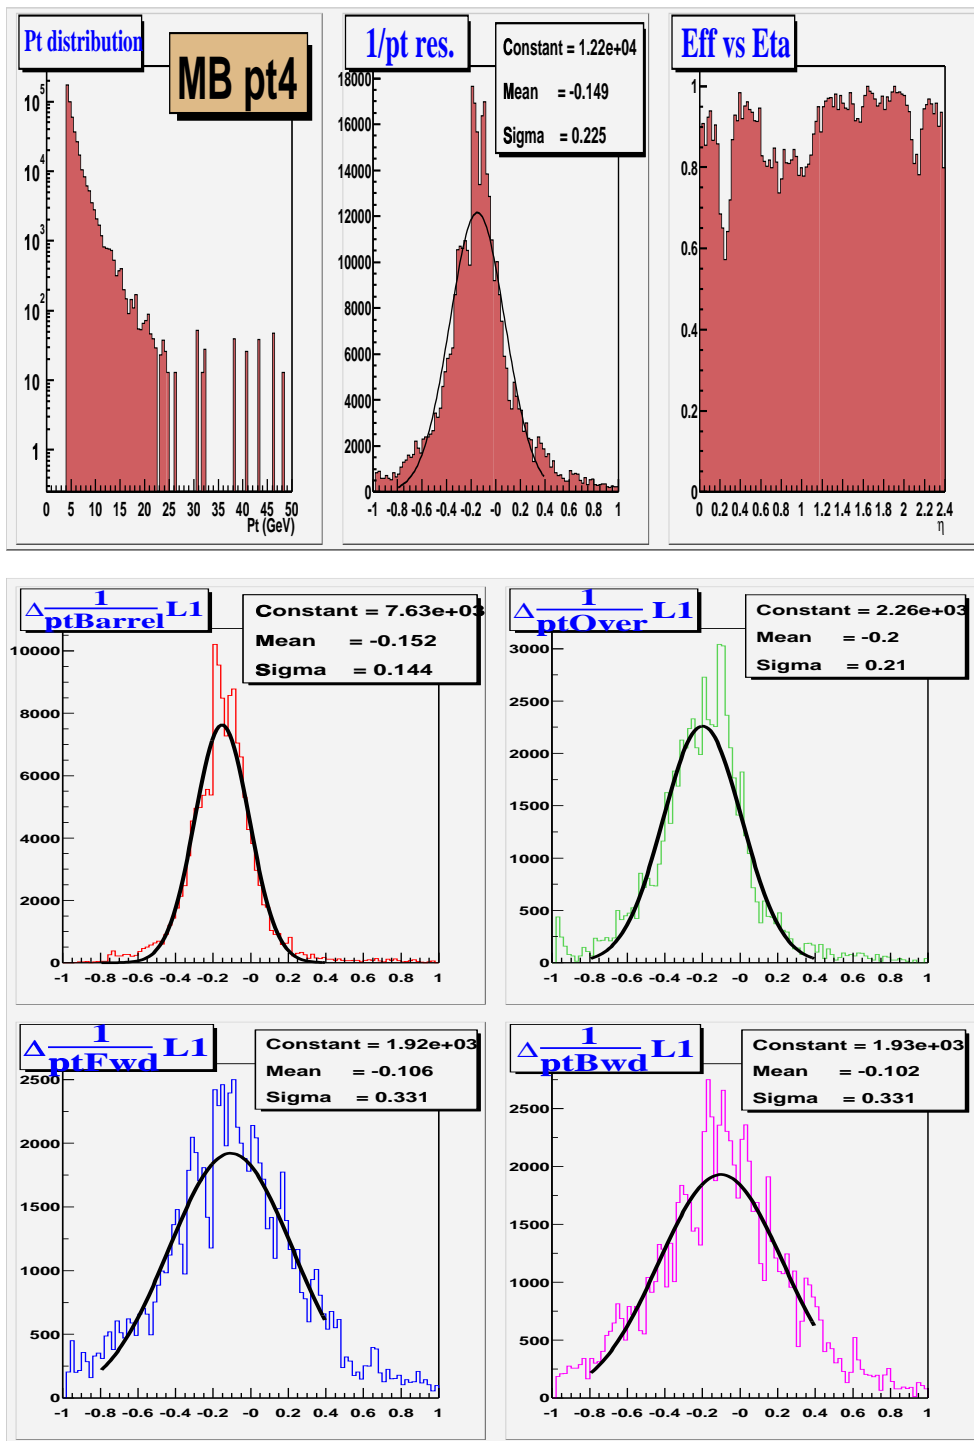 Pt distribution
MB pt4
10^5
10^4
10^3
10^2
10
1
0 5 10 15 20 25 30 35 40 45 50
Pt (GeV)
1/pt res.
Constant = 1.22e+04
Mean = -0.149
Sigma = 0.225
18000
16000
14000
12000
10000
8000
6000
4000
2000
0
-1 -0.8 -0.6 -0.4 -0.2 -0 0.2 0.4 0.6 0.8 1
Eff vs Eta
1
0.8
0.6
0.4
0.2
0
0 0.2 0.4 0.6 0.8 1 1.2 1.4 1.6 1.8 2 2.2 2.4
η
Δ 1/ptBarrel L1
Constant = 7.63e+03
Mean = -0.152
Sigma = 0.144
10000
8000
6000
4000
2000
0
-1 -0.8 -0.6 -0.4 -0.2 -0 0.2 0.4 0.6 0.8 1
Δ 1/ptOver L1
Constant = 2.26e+03
Mean = -0.2
Sigma = 0.21
3000
2500
2000
1500
1000
500
0
-1 -0.8 -0.6 -0.4 -0.2 -0 0.2 0.4 0.6 0.8 1
Δ 1/ptFwd L1
Constant = 1.92e+03
Mean = -0.106
Sigma = 0.331
2500
2000
1500
1000
500
0
-1 -0.8 -0.6 -0.4 -0.2 -0 0.2 0.4 0.6 0.8 1
Δ 1/ptBwd L1
Constant = 1.93e+03
Mean = -0.102
Sigma = 0.331
2500
2000
1500
1000
500
0
-1 -0.8 -0.6 -0.4 -0.2 -0 0.2 0.4 0.6 0.8 1